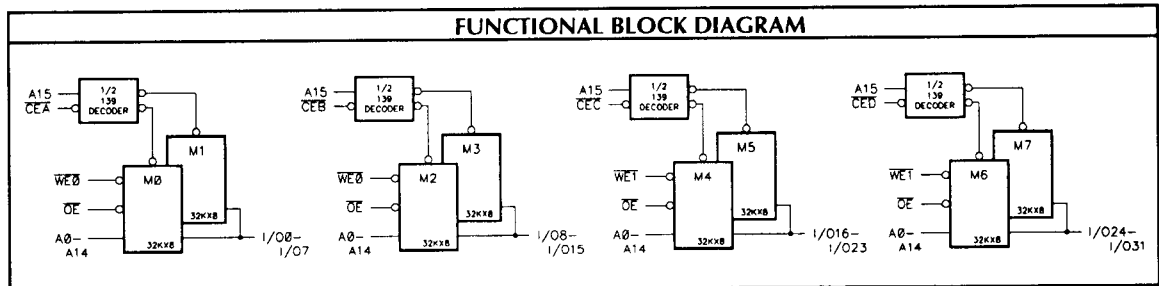 FUNCTIONAL BLOCK DIAGRAM
A15
CEA
1/2
139
DECODER
M1
M0
WE0
OE
A0-
A14
32KX8
32KX8
I/O0-
I/O7
A15
CEB
1/2
139
DECODER
M3
M2
WE0
OE
A0-
A14
32KX8
32KX8
I/O8-
I/O15
A15
CEC
1/2
139
DECODER
M5
M4
WE1
OE
A0-
A14
32KX8
32KX8
I/O16-
I/O23
A15
CED
1/2
139
DECODER
M7
M6
WE1
OE
A0-
A14
32KX8
32KX8
I/O24-
I/O31